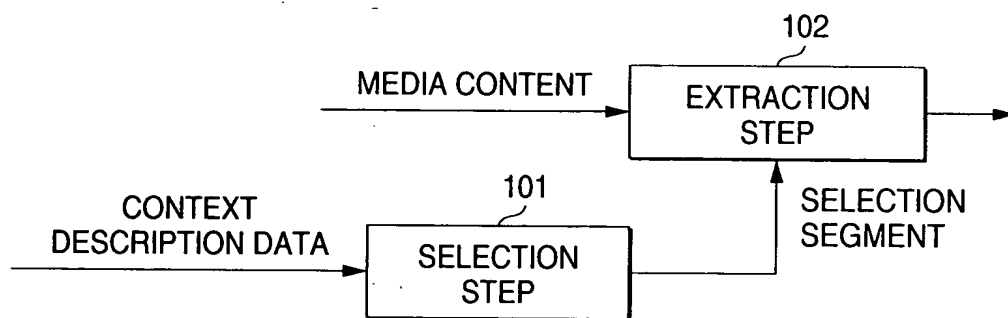 102
MEDIA CONTENT
EXTRACTION
STEP
101
CONTEXT
DESCRIPTION DATA
SELECTION
STEP
SELECTION
SEGMENT